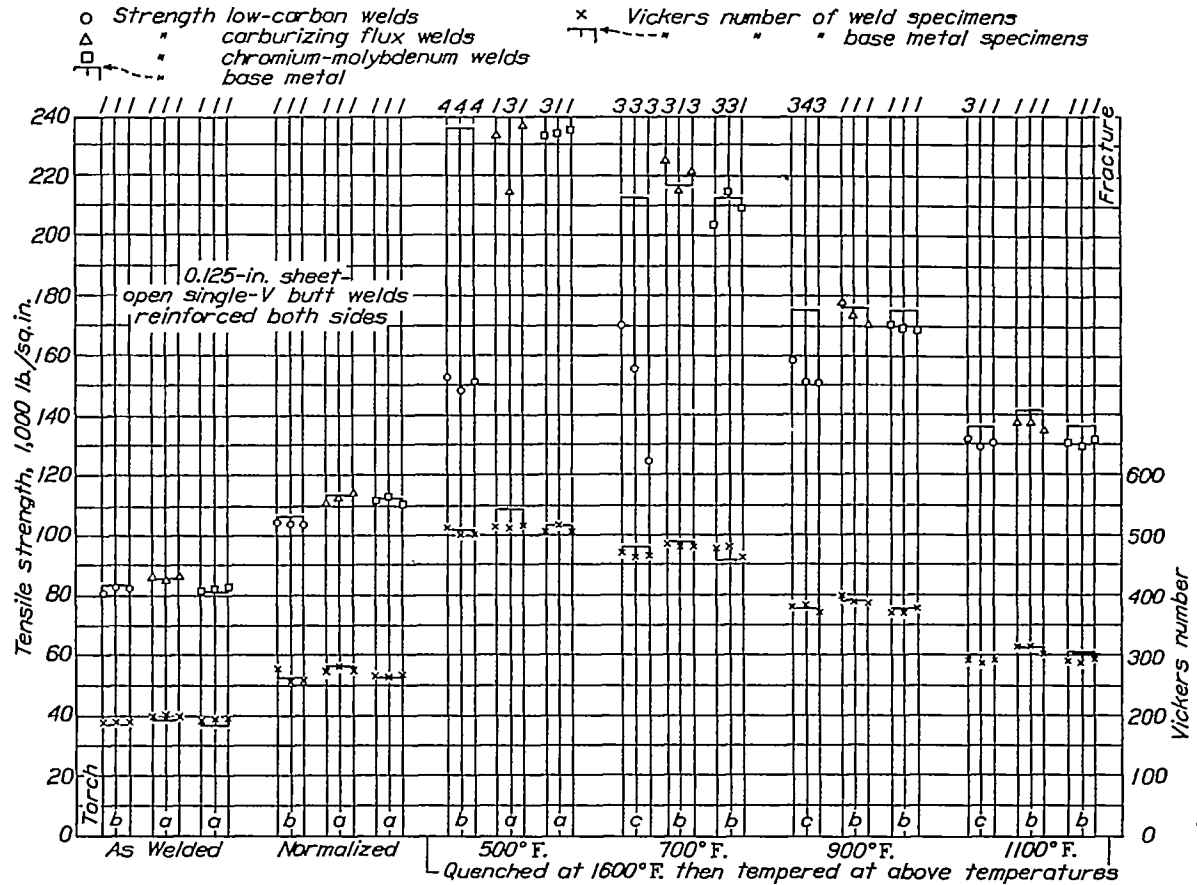 Strength low-carbon welds
" carburizing flux welds
" chromium-molybdenum welds
" base metal
Vickers number of weld specimens
" " " base metal specimens
1 1 1 1 1 1 1 1 1 1 1 1 1 1 1 1 1 1 4 4 4 1 3 1 3 1 1 3 3 3 3 1 3 3 3 1 3 4 3 1 1 1 1 1 1 3 1 1 1 1 1 1 1 1
Fracture
240
220
200
180
160
140
120
100
80
60
40
20
0
Tensile strength, 1,000 lb./sq.in.
0.125-in. sheet-
open single-V butt welds
reinforced both sides
600
500
400
300
200
100
0
Vickers number
Torch
b a a b a a b a a c b b c b b c b b
As Welded Normalized 500°F. 700°F. 900°F. 1100°F.
Quenched at 1600°F. then tempered at above temperatures